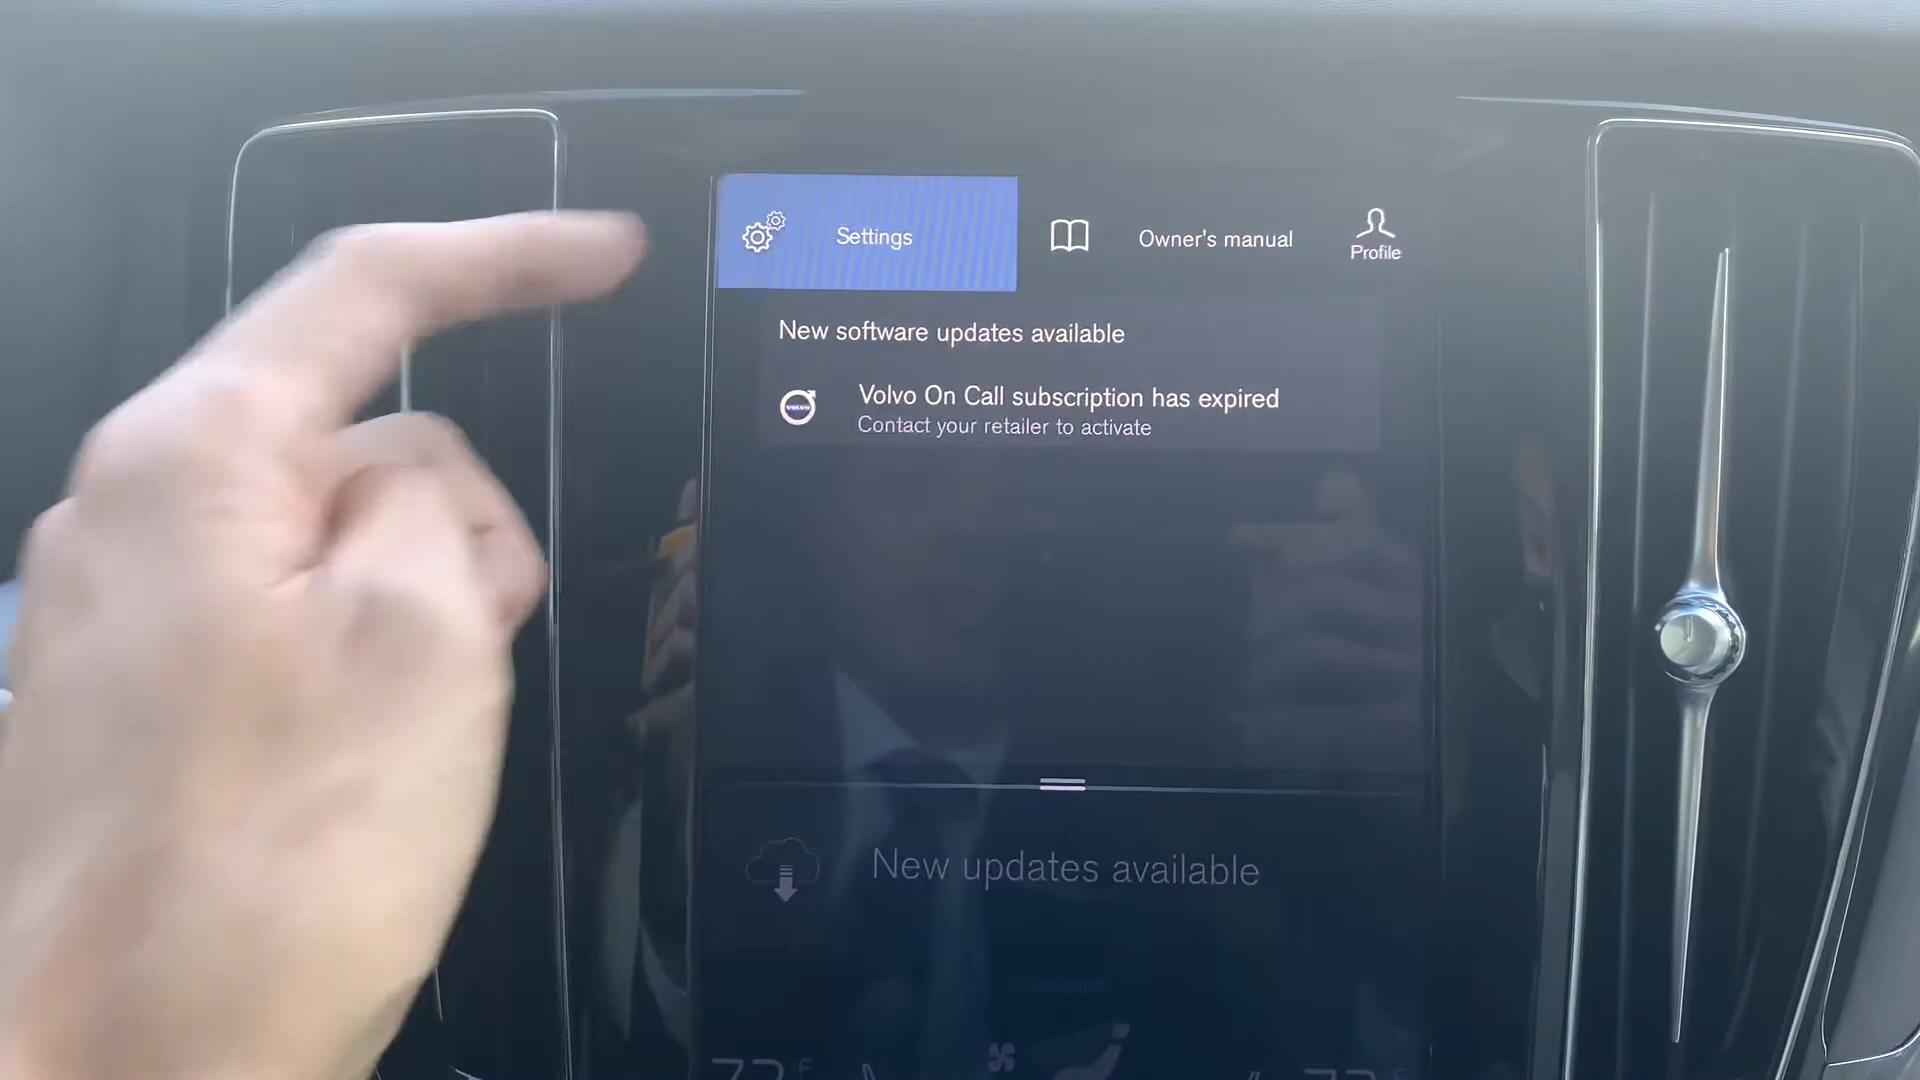 Settings
Owner's manual
Profile
New software updates available
VOLVO
Volvo On Call subscription has expired
Contact your retailer to activate
New updates available